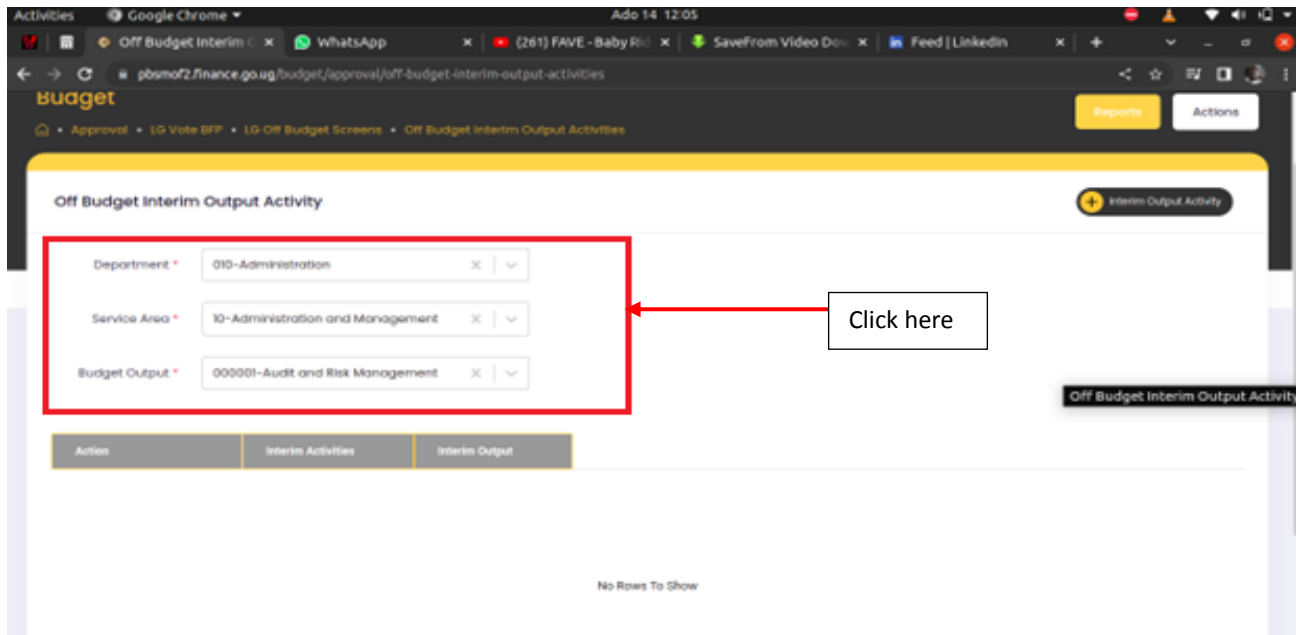 Activities Google Chrome Ado 14 12:05
Off Budget Interim C WhatsApp (261) FAVE - Baby Rid SaveFrom Video Dow Feed | LinkedIn
pbsmof2.finance.go.ug/budget/approval/off-budget-interim-output-activities
Budget
Reports Actions
Approval • LG Vote BFP • LG Off Budget Screens • Off Budget Interim Output Activities
Off Budget Interim Output Activity
Interim Output Activity
Department * 010-Administration
Service Area * 10-Administration and Management
Click here
Budget Output * 000001-Audit and Risk Management
Off Budget Interim Output Activity
Action Interim Activities Interim Output
No Rows To Show